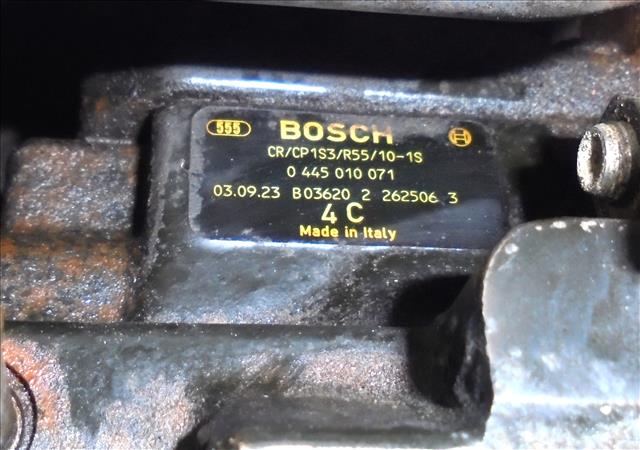 555 BOSCH
CR/CP1S3/R55/10-1S
0 445 010 071
03.09.23 B03620 2 262506 3
4 C
Made in Italy